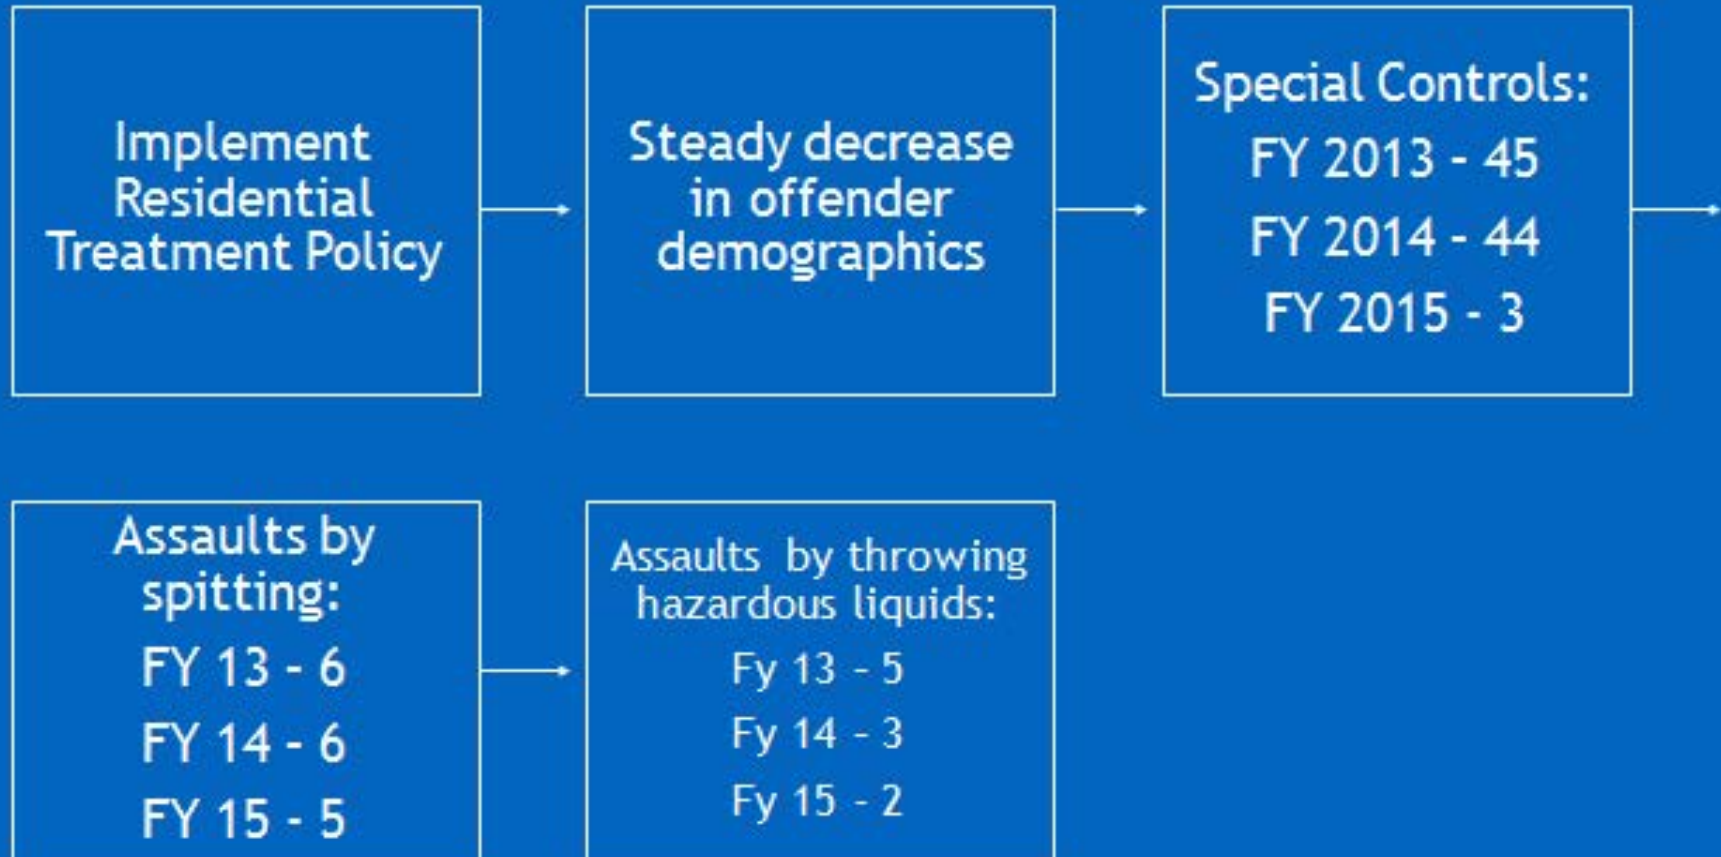 Implement
Residential
Treatment Policy
Steady decrease
in offender
demographics
Special Controls:
FY 2013 - 45
FY 2014 - 44
FY 2015 - 3
Assaults by
spitting:
FY 13 - 6
FY 14 - 6
FY 15 - 5
Assaults by throwing
hazardous liquids:
Fy 13 - 5
Fy 14 - 3
Fy 15 - 2